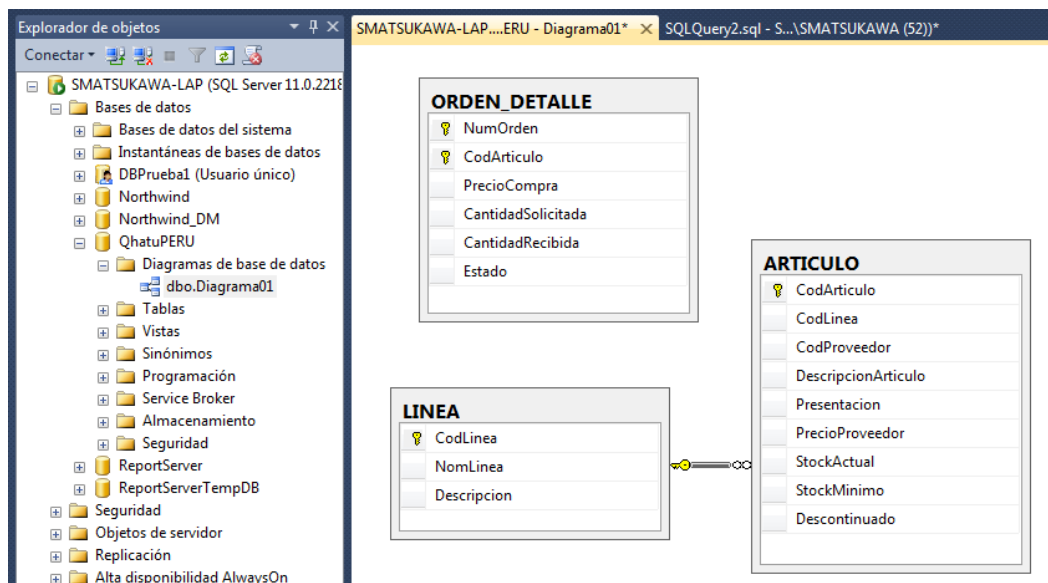 Explorador de objetos
Conectar
SMATSUKAWA-LAP (SQL Server 11.0.2218
Bases de datos
Bases de datos del sistema
Instantáneas de bases de datos
DBPrueba1 (Usuario único)
Northwind
Northwind_DM
QhatuPERU
Diagramas de base de datos
dbo.Diagrama01
Tablas
Vistas
Sinónimos
Programación
Service Broker
Almacenamiento
Seguridad
ReportServer
ReportServerTempDB
Seguridad
Objetos de servidor
Replicación
Alta disponibilidad AlwaysOn
SMATSUKAWA-LAP....ERU - Diagrama01*
SQLQuery2.sql - S...\SMATSUKAWA (52))*
ORDEN_DETALLE
NumOrden
CodArticulo
PrecioCompra
CantidadSolicitada
CantidadRecibida
Estado
LINEA
CodLinea
NomLinea
Descripcion
ARTICULO
CodArticulo
CodLinea
CodProveedor
DescripcionArticulo
Presentacion
PrecioProveedor
StockActual
StockMinimo
Descontinuado